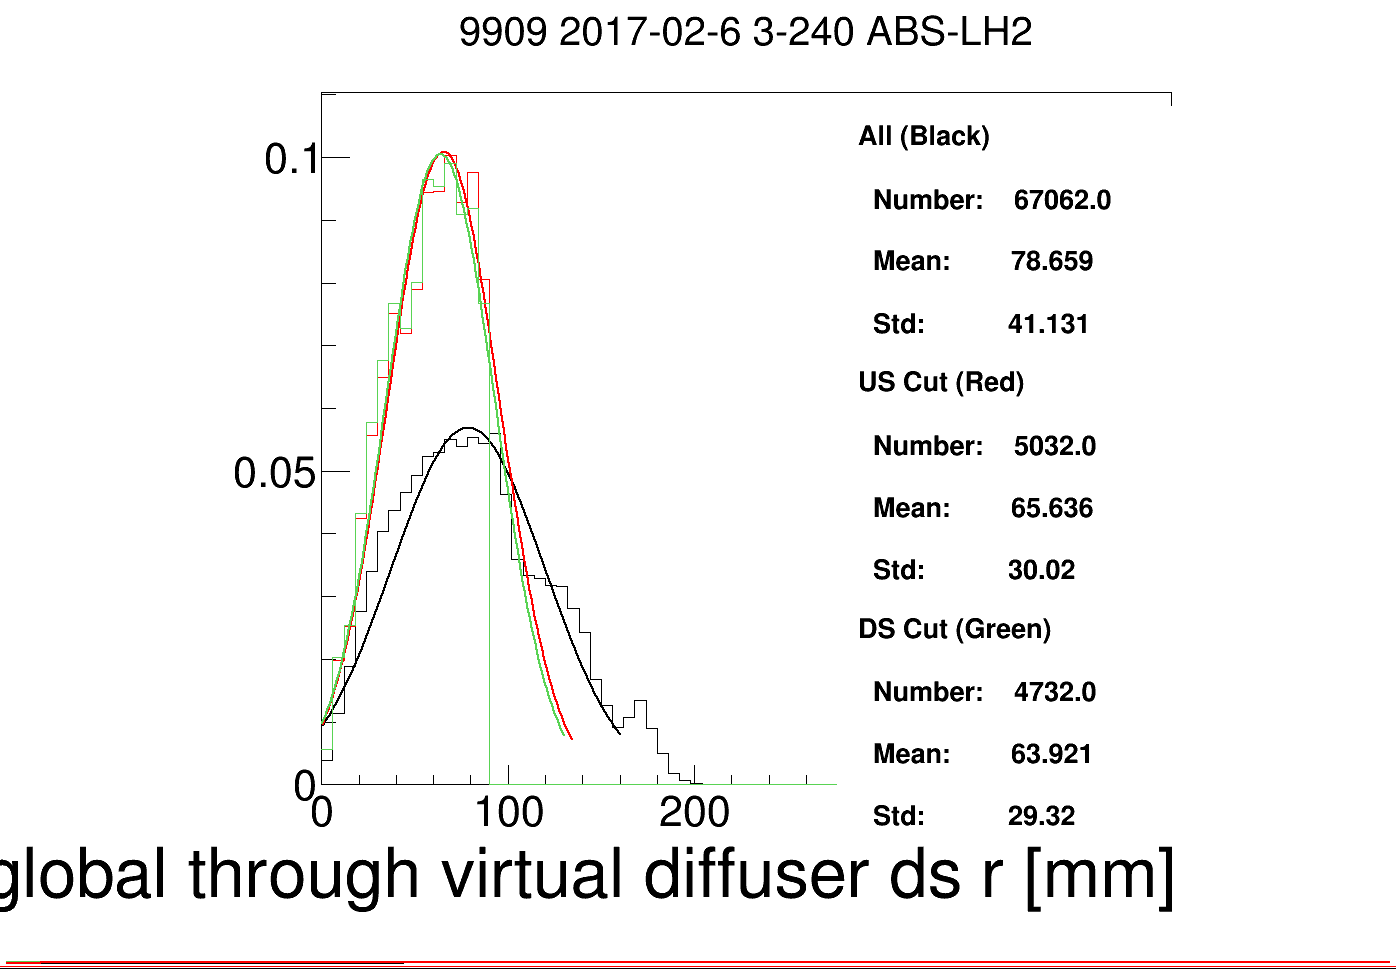 9909 2017-02-6 3-240 ABS-LH2
All (Black)
Number: 67062.0
Mean: 78.659
Std: 41.131
US Cut (Red)
Number: 5032.0
Mean: 65.636
Std: 30.02
DS Cut (Green)
Number: 4732.0
Mean: 63.921
Std: 29.32
0.1
0.05
0
0 100 200
global through virtual diffuser ds r [mm]